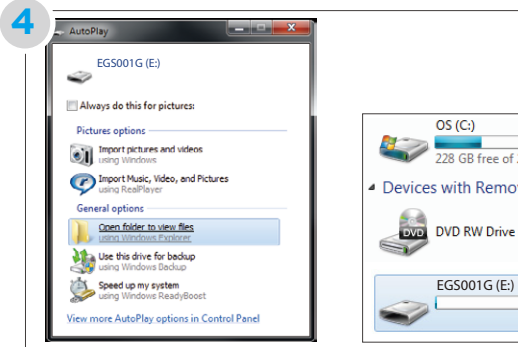 4
AutoPlay
EGS001G (E:)
Always do this for pictures:
Pictures options
Import pictures and videos
using Windows
Import Music, Video, and Pictures
using RealPlayer
General options
Open folder to view files
using Windows Explorer
Use this drive for backup
using Windows Backup
Speed up my system
using Windows ReadyBoost
View more AutoPlay options in Control Panel
OS (C:)
228 GB free of
Devices with Remov
DVD RW Drive
EGS001G (E:)